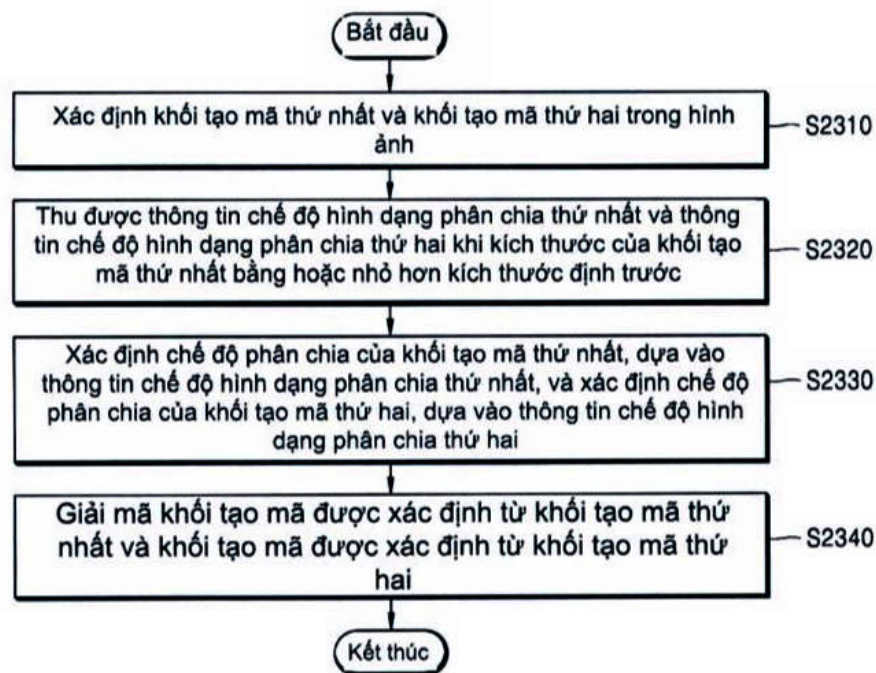 Bắt đầu
Xác định khối tạo mã thứ nhất và khối tạo mã thứ hai trong hình
ảnh
S2310
Thu được thông tin chế độ hình dạng phân chia thứ nhất và thông
tin chế độ hình dạng phân chia thứ hai khi kích thước của khối tạo
mã thứ nhất bằng hoặc nhỏ hơn kích thước định trước
S2320
Xác định chế độ phân chia của khối tạo mã thứ nhất, dựa vào
thông tin chế độ hình dạng phân chia thứ nhất, và xác định chế độ
phân chia của khối tạo mã thứ hai, dựa vào thông tin chế độ hình
dạng phân chia thứ hai
S2330
Giải mã khối tạo mã được xác định từ khối tạo mã thứ
nhất và khối tạo mã được xác định từ khối tạo mã thứ
hai
S2340
Kết thúc